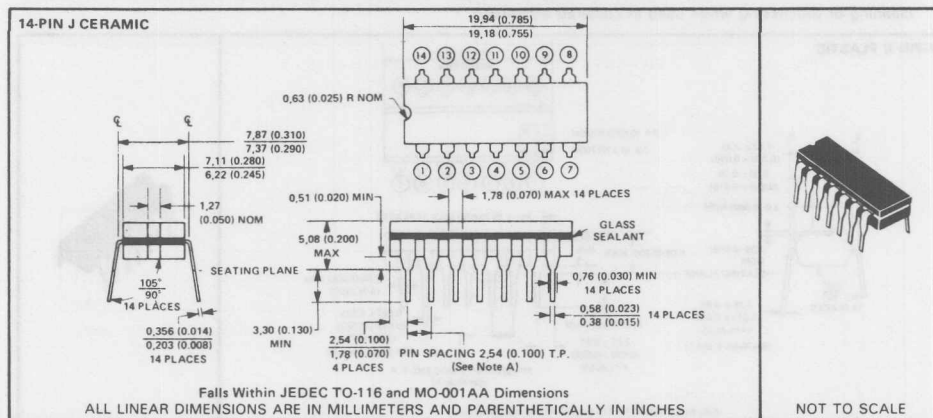 14-PIN J CERAMIC
19,94 (0.785)
19,18 (0.755)
14 13 12 11 10 9 8
0,63 (0.025) R NOM
℄ ℄
7,87 (0.310)
7,37 (0.290)
7,11 (0.280)
6,22 (0.245)
1 2 3 4 5 6 7
1,27
(0.050) NOM
0,51 (0.020) MIN
1,78 (0.070) MAX 14 PLACES
5,08 (0.200)
MAX
GLASS
SEALANT
SEATING PLANE
105°
90°
14 PLACES
0,76 (0.030) MIN
14 PLACES
0,58 (0.023)
0,38 (0.015)
14 PLACES
0,356 (0.014)
0,203 (0.008)
14 PLACES
3,30 (0.130)
MIN
2,54 (0.100)
1,78 (0.070)
4 PLACES
PIN SPACING 2,54 (0.100) T.P.
(See Note A)
Falls Within JEDEC TO-116 and MO-001AA Dimensions
ALL LINEAR DIMENSIONS ARE IN MILLIMETERS AND PARENTHETICALLY IN INCHES
NOT TO SCALE